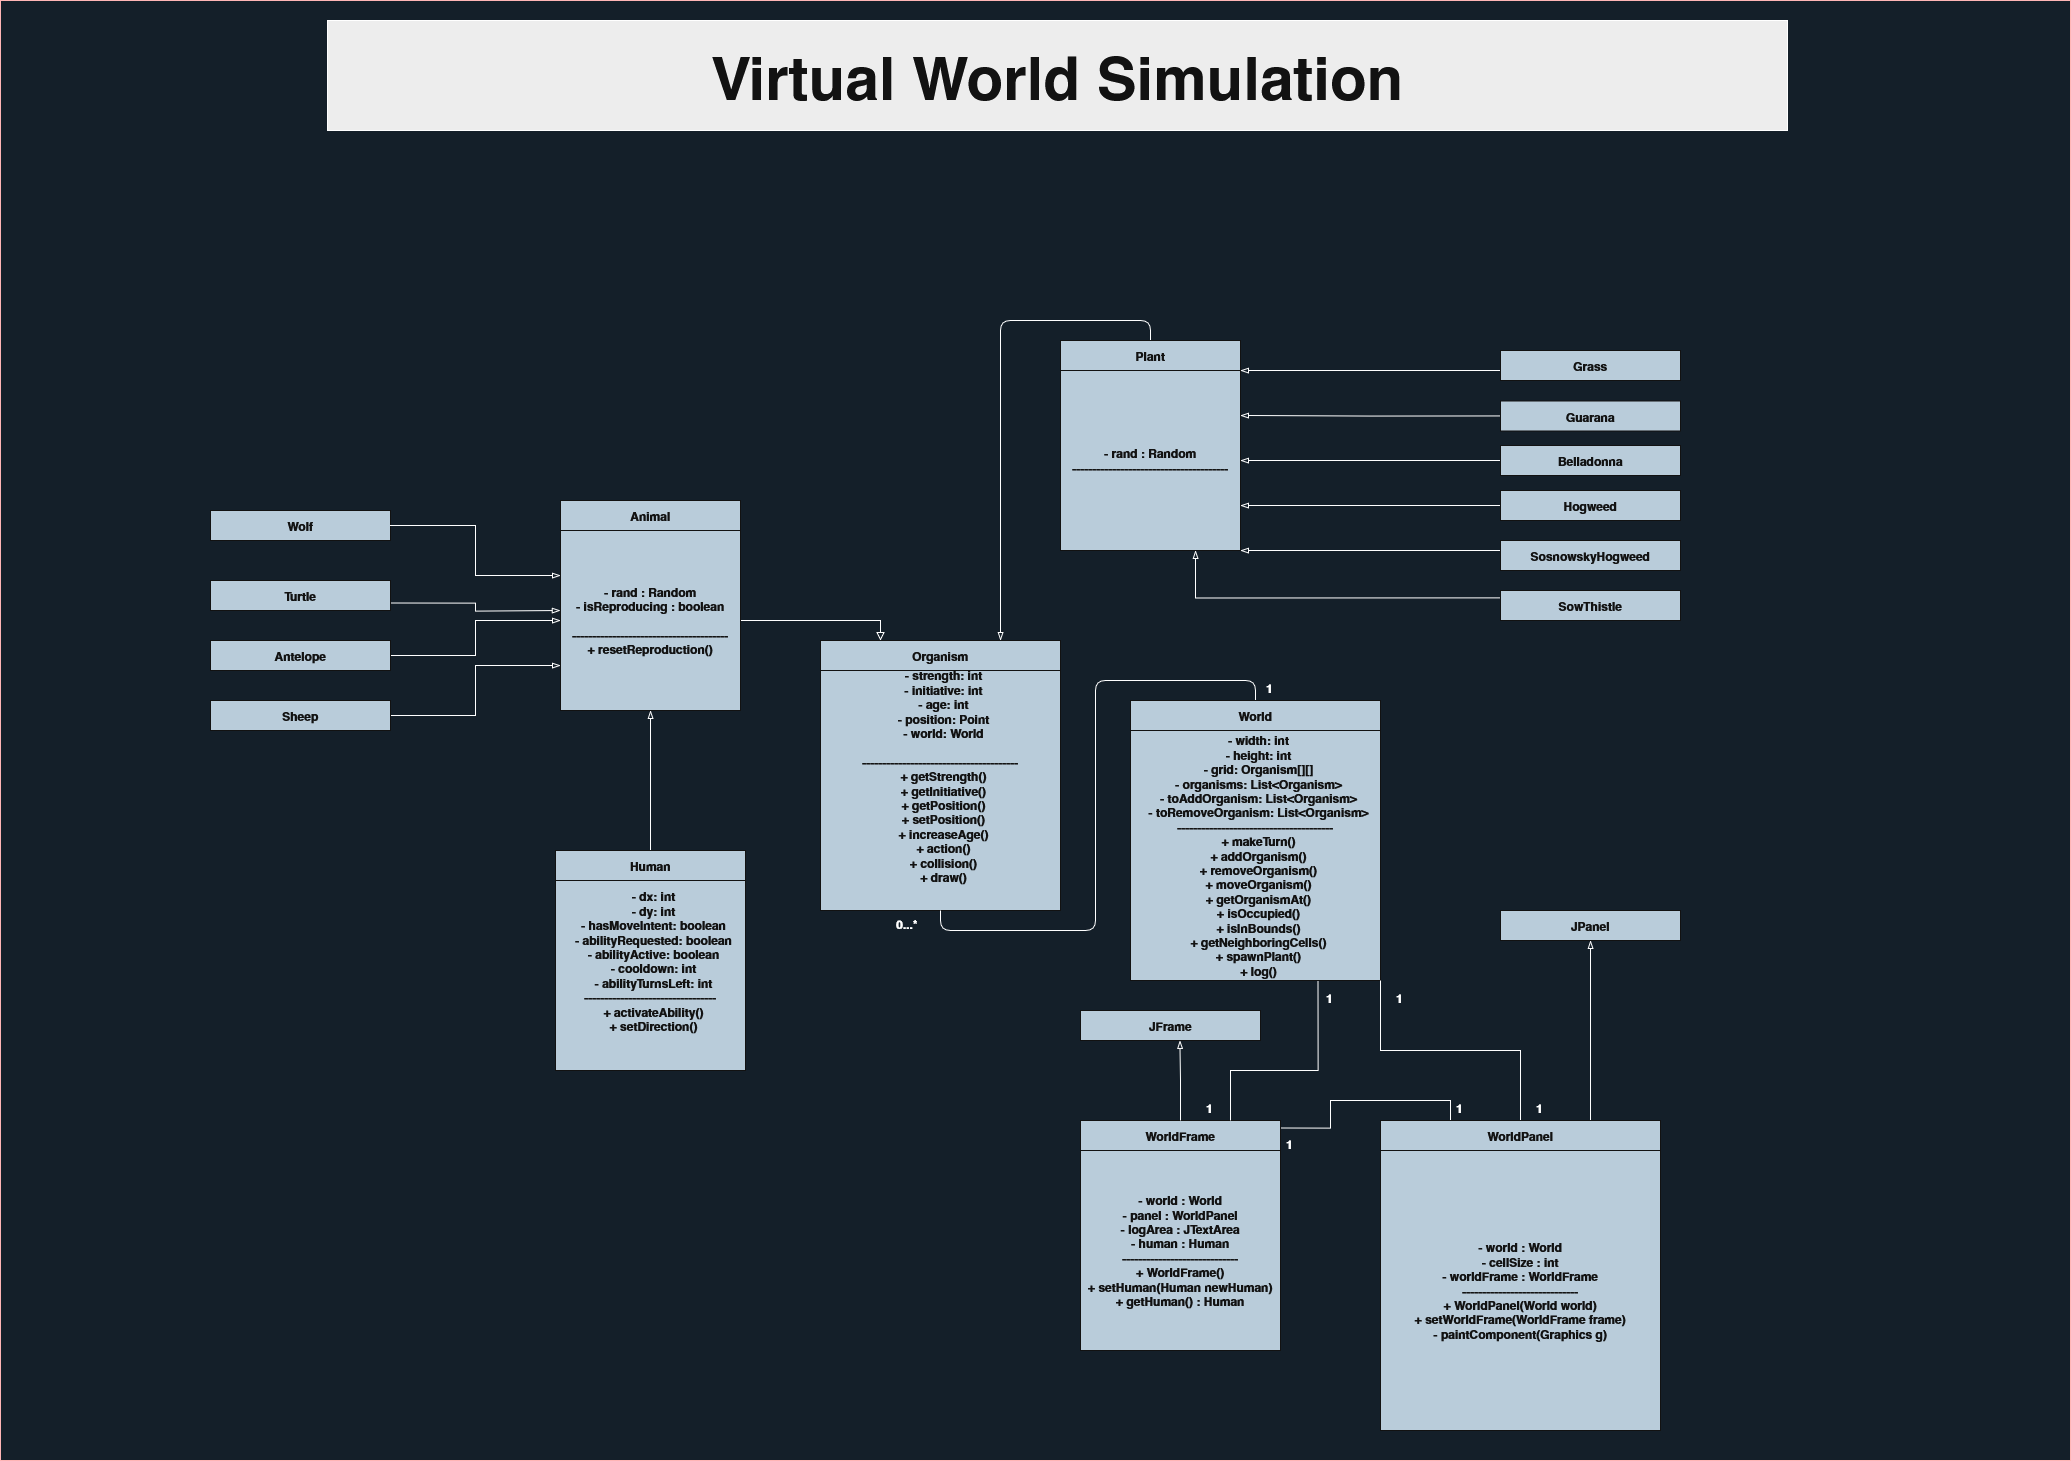 Virtual World Simulation
Plant
- rand : Random
--------------------------------------
Grass
Guarana
Belladonna
Hogweed
SosnowskyHogweed
SowThistle
Wolf
Turtle
Antelope
Sheep
Animal
- rand : Random
- isReproducing : boolean
--------------------------------------
+ resetReproduction()
Organism
- strength: int
- initiative: int
- age: int
- position: Point
- world: World
--------------------------------------
+ getStrength()
+ getInitiative()
+ getPosition()
+ setPosition()
+ increaseAge()
+ action()
+ collision()
+ draw()
0...*
1
World
- width: int
- height: int
- grid: Organism[][]
- organisms: List<Organism>
- toAddOrganism: List<Organism>
- toRemoveOrganism: List<Organism>
--------------------------------------
+ makeTurn()
+ addOrganism()
+ removeOrganism()
+ moveOrganism()
+ getOrganismAt()
+ isOccupied()
+ isInBounds()
+ getNeighboringCells()
+ spawnPlant()
+ log()
1
1
Human
- dx: int
- dy: int
- hasMoveIntent: boolean
- abilityRequested: boolean
- abilityActive: boolean
- cooldown: int
- abilityTurnsLeft: int
--------------------------------
+ activateAbility()
+ setDirection()
JPanel
JFrame
1
1
1
1
WorldFrame
- world : World
- panel : WorldPanel
- logArea : JTextArea
- human : Human
----------------------------
+ WorldFrame()
+ setHuman(Human newHuman)
+ getHuman() : Human
WorldPanel
- world : World
- cellSize : int
- worldFrame : WorldFrame
----------------------------
+ WorldPanel(World world)
+ setWorldFrame(WorldFrame frame)
- paintComponent(Graphics g)